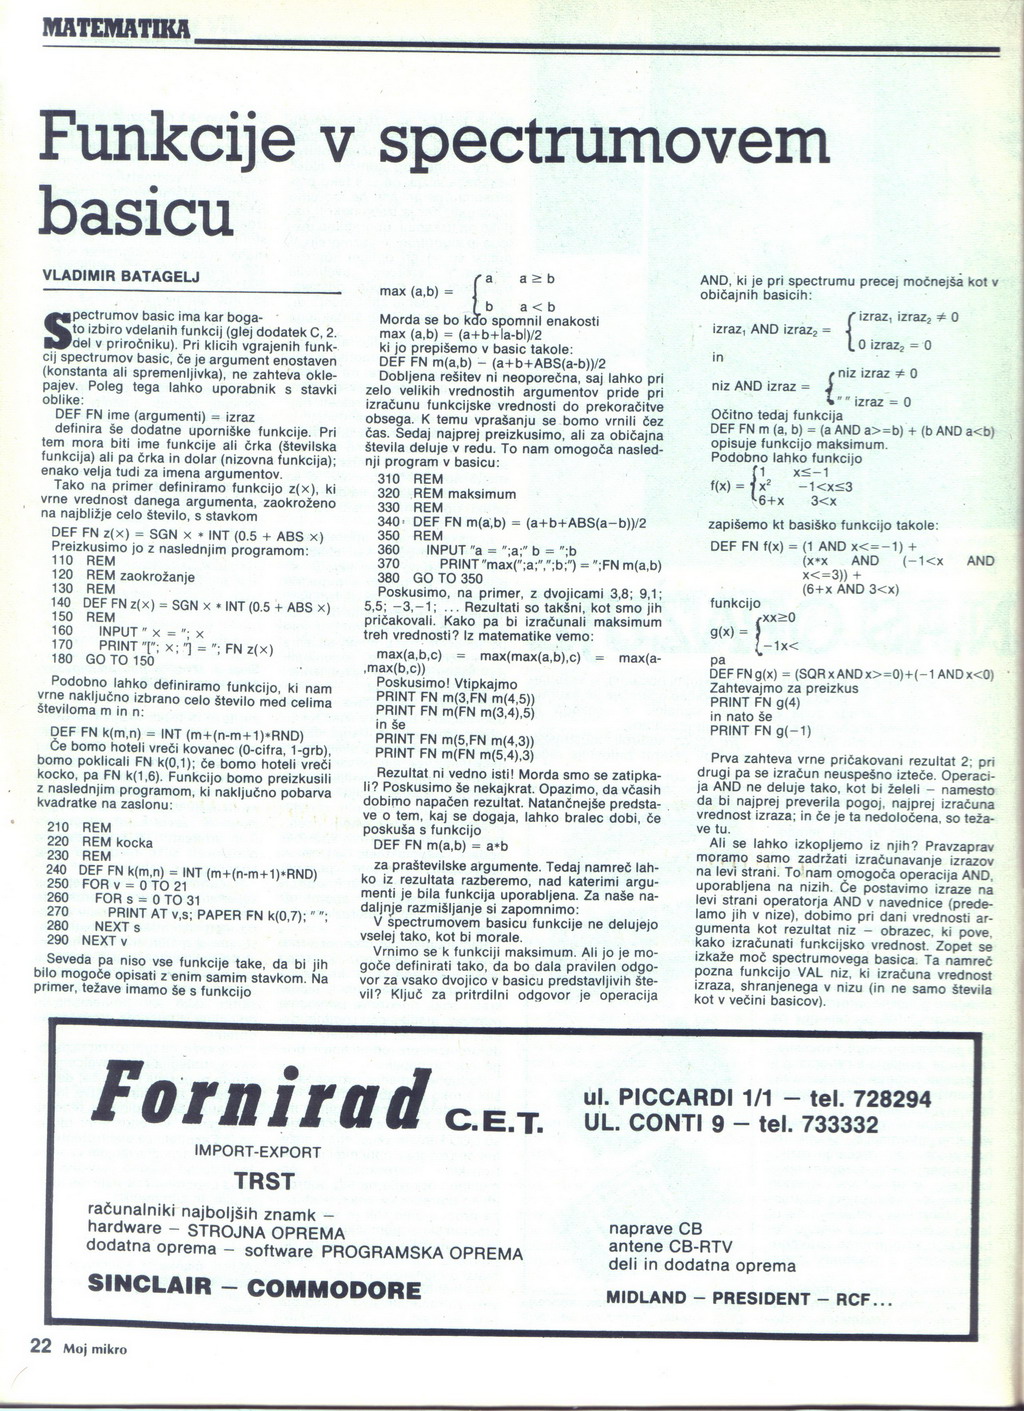 MATEMATIKA
Funkcije v spectrumovem
basicu
VLADIMIR BATAGELJ
Spectrumov basic ima kar boga-
to izbiro vdelanih funkcij (glej dodatek C, 2.
del v priročniku). Pri klicih vgrajenih funk-
cij spectrumov basic, če je argument enostaven
(konstanta ali spremenljivka), ne zahteva okle-
pajev. Poleg tega lahko uporabnik s stavki
oblike:
DEF FN ime (argumenti) = izraz
definira še dodatne uporniške funkcije. Pri
tem mora biti ime funkcije ali črka (številska
funkcija) ali pa črka in dolar (nizovna funkcija);
enako velja tudi za imena argumentov.
Tako na primer definiramo funkcijo z(x), ki
vrne vrednost danega argumenta, zaokroženo
na najbližje celo število, s stavkom
DEF FN z(x) = SGN x * INT (0.5 + ABS x)
Preizkusimo jo z naslednjim programom:
110 REM
120 REM zaokrožanje
130 REM
140 DEF FN z(x) = SGN x * INT (0.5 + ABS x)
150 REM
160 INPUT " x = "; x
170 PRINT "["; x; "] = "; FN z(x)
180 GO TO 150
Podobno lahko definiramo funkcijo, ki nam
vrne naključno izbrano celo število med celima
številoma m in n:
DEF FN k(m,n) = INT (m+(n-m+1)*RND)
Če bomo hoteli vreči kovanec (0-cifra, 1-grb),
bomo poklicali FN k(0,1); če bomo hoteli vreči
kocko, pa FN k(1,6). Funkcijo bomo preizkusili
z naslednjim programom, ki naključno pobarva
kvadratke na zaslonu:
210 REM
220 REM kocka
230 REM
240 DEF FN k(m,n) = INT (m+(n-m+1)*RND)
250 FOR v = 0 TO 21
260 FOR s = 0 TO 31
270 PRINT AT v,s; PAPER FN k(0,7); " ";
280 NEXT s
290 NEXT v
Seveda pa niso vse funkcije take, da bi jih
bilo mogoče opisati z enim samim stavkom. Na
primer, težave imamo še s funkcijo
a a ≥ b
max (a,b) = {
b a < b
Morda se bo kdo spomnil enakosti
max (a,b) = (a+b+|a-b|)/2
ki jo prepišemo v basic takole:
DEF FN m(a,b) – (a+b+ABS(a-b))/2
Dobljena rešitev ni neoporečna, saj lahko pri
zelo velikih vrednostih argumentov pride pri
izračunu funkcijske vrednosti do prekoračitve
obsega. K temu vprašanju se bomo vrnili čez
čas. Sedaj najprej preizkusimo, ali za običajna
števila deluje v redu. To nam omogoča nasled-
nji program v basicu:
310 REM
320 REM maksimum
330 REM
340 DEF FN m(a,b) = (a+b+ABS(a–b))/2
350 REM
360 INPUT "a = ";a;" b = ";b
370 PRINT "max(";a;",";b;") = ";FN m(a,b)
380 GO TO 350
Poskusimo, na primer, z dvojicami 3,8; 9,1;
5,5; –3,–1; ... Rezultati so takšni, kot smo jih
pričakovali. Kako pa bi izračunali maksimum
treh vrednosti? Iz matematike vemo:
max(a,b,c) = max(max(a,b),c) = max(a-
,max(b,c))
Poskusimo! Vtipkajmo
PRINT FN m(3,FN m(4,5))
PRINT FN m(FN m(3,4),5)
in še
PRINT FN m(5,FN m(4,3))
PRINT FN m(FN m(5,4),3)
Rezultat ni vedno isti! Morda smo se zatipka-
li? Poskusimo še nekajkrat. Opazimo, da včasih
dobimo napačen rezultat. Natančnejše predsta-
ve o tem, kaj se dogaja, lahko bralec dobi, če
poskuša s funkcijo
DEF FN m(a,b) = a*b
za praštevilske argumente. Tedaj namreč lah-
ko iz rezultata razberemo, nad katerimi argu-
menti je bila funkcija uporabljena. Za naše na-
daljnje razmišljanje si zapomnimo:
V spectrumovem basicu funkcije ne delujejo
vselej tako, kot bi morale.
Vrnimo se k funkciji maksimum. Ali jo je mo-
goče definirati tako, da bo dala pravilen odgo-
vor za vsako dvojico v basicu predstavljivih šte-
vil? Ključ za pritrdilni odgovor je operacija
AND, ki je pri spectrumu precej močnejša kot v
običajnih basicih:
izraz₁ izraz₂ ≠ 0
izraz₁ AND izraz₂ = {
0 izraz₂ = 0
in
niz izraz ≠ 0
niz AND izraz = {
" " izraz = 0
Očitno tedaj funkcija
DEF FN m (a, b) = (a AND a>=b) + (b AND a<b)
opisuje funkcijo maksimum.
Podobno lahko funkcijo
1 x≤–1
f(x) = { x² –1<x≤3
6+x 3<x
zapišemo kt basiško funkcijo takole:
DEF FN f(x) = (1 AND x<=–1) +
(x*x AND (–1<x AND
x<=3)) +
(6+x AND 3<x)
funkcijo
xx≥0
g(x) = {
–1x<
pa
DEF FN g(x) = (SQR x AND x>=0)+(–1 AND x<0)
Zahtevajmo za preizkus
PRINT FN g(4)
in nato še
PRINT FN g(–1)
Prva zahteva vrne pričakovani rezultat 2; pri
drugi pa se izračun neuspešno izteče. Operaci-
ja AND ne deluje tako, kot bi želeli – namesto
da bi najprej preverila pogoj, najprej izračuna
vrednost izraza; in če je ta nedoločena, so teža-
ve tu.
Ali se lahko izkopljemo iz njih? Pravzaprav
moramo samo zadržati izračunavanje izrazov
na levi strani. To nam omogoča operacija AND,
uporabljena na nizih. Če postavimo izraze na
levi strani operatorja AND v navednice (prede-
lamo jih v nize), dobimo pri dani vrednosti ar-
gumenta kot rezultat niz – obrazec, ki pove,
kako izračunati funkcijsko vrednost. Zopet se
izkaže moč spectrumovega basica. Ta namreč
pozna funkcijo VAL niz, ki izračuna vrednost
izraza, shranjenega v nizu (in ne samo števila
kot v večini basicov).
Fornirad C.E.T.
IMPORT-EXPORT
TRST
računalniki najboljših znamk –
hardware – STROJNA OPREMA
dodatna oprema – software PROGRAMSKA OPREMA
SINCLAIR – COMMODORE
ul. PICCARDI 1/1 – tel. 728294
UL. CONTI 9 – tel. 733332
naprave CB
antene CB-RTV
deli in dodatna oprema
MIDLAND – PRESIDENT – RCF...
22 Moj mikro